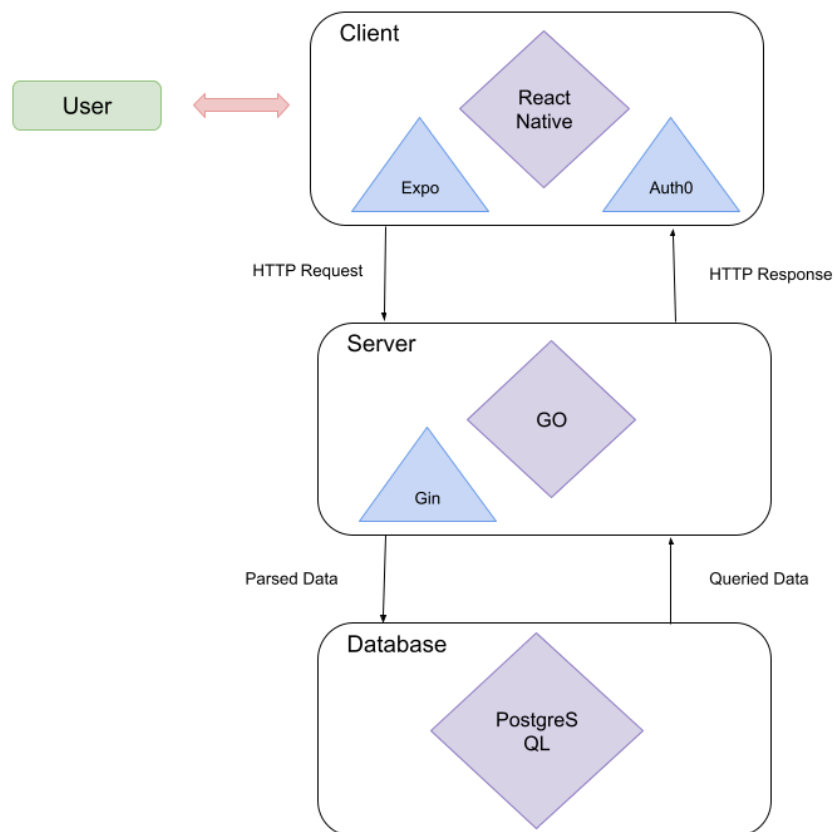 Client
User
React
Native
Expo
Auth0
HTTP Request
HTTP Response
Server
GO
Gin
Parsed Data
Queried Data
Database
PostgreS
QL